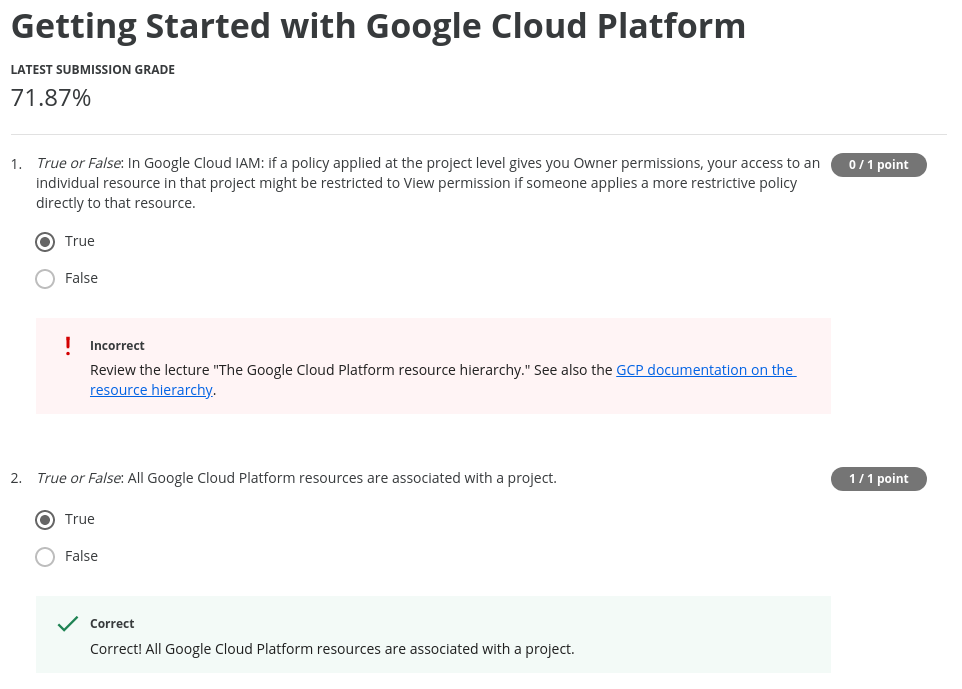 Getting Started with Google Cloud Platform
LATEST SUBMISSION GRADE
71.87%
1. True or False: In Google Cloud IAM: if a policy applied at the project level gives you Owner permissions, your access to an
individual resource in that project might be restricted to View permission if someone applies a more restrictive policy
directly to that resource.
0 / 1 point
True
False
Incorrect
Review the lecture "The Google Cloud Platform resource hierarchy." See also the GCP documentation on the
resource hierarchy.
2. True or False: All Google Cloud Platform resources are associated with a project.
1 / 1 point
True
False
Correct
Correct! All Google Cloud Platform resources are associated with a project.